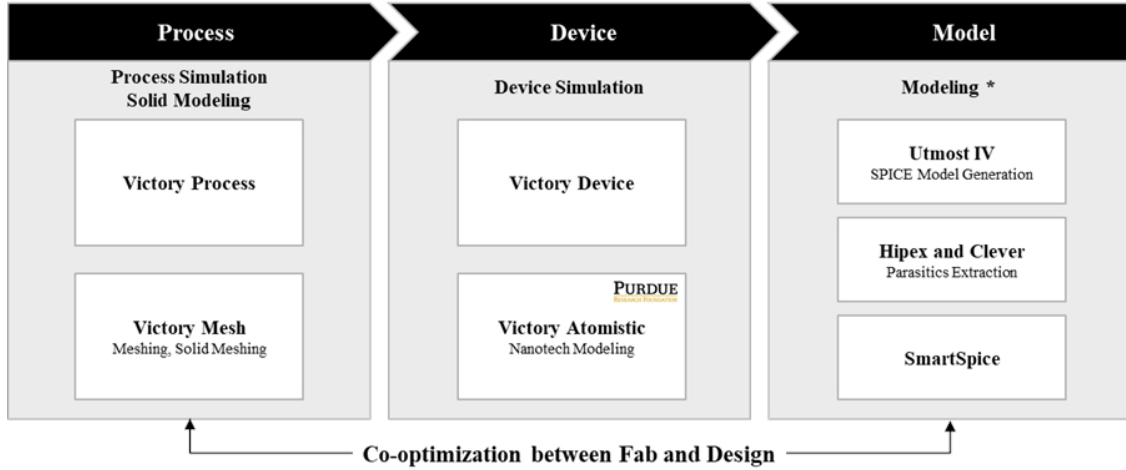 Process
Device
Model
Process Simulation
Solid Modeling
Victory Process
Victory Mesh
Meshing, Solid Meshing
Device Simulation
Victory Device
PURDUE
RESEARCH FOUNDATION
Victory Atomistic
Nanotech Modeling
Modeling *
Utmost IV
SPICE Model Generation
Hipex and Clever
Parasitics Extraction
SmartSpice
Co-optimization between Fab and Design